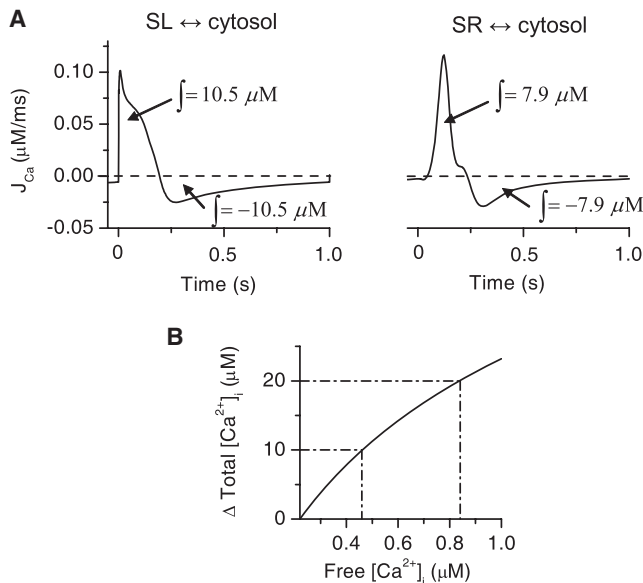 A
SL ↔ cytosol
SR ↔ cytosol
J_Ca (μM/ms)
0.10
0.05
0.00
-0.05
∫= 10.5 μM
∫= −10.5 μM
0
0.5
1.0
Time (s)
∫= 7.9 μM
∫= −7.9 μM
0
0.5
1.0
Time (s)
B
Δ Total [Ca²⁺]ᵢ (μM)
20
10
0
0.4
0.6
0.8
1.0
Free [Ca²⁺]ᵢ (μM)